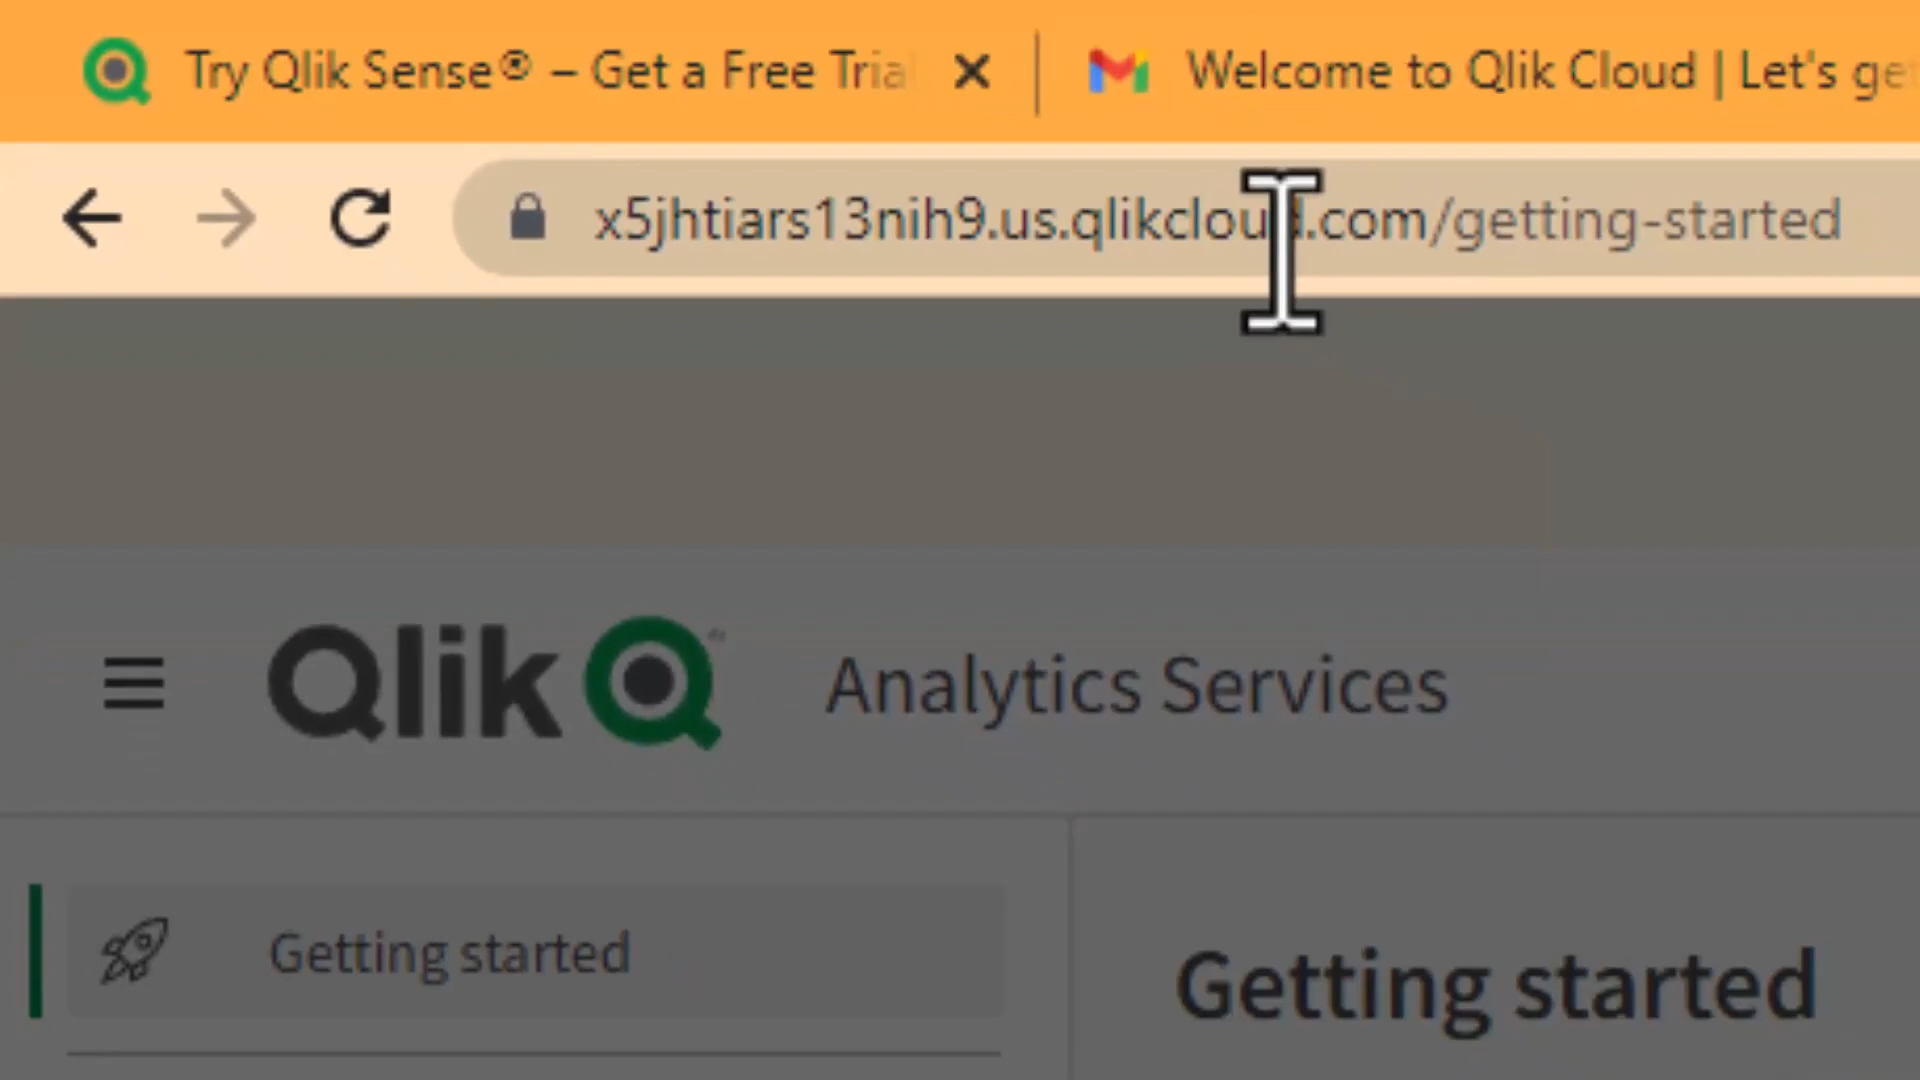 Try Qlik Sense® – Get a Free Trial
Welcome to Qlik Cloud | Let's ge
x5jhtiars13nih9.us.qlikcloud.com/getting-started
Qlik Analytics Services
Getting started
Getting started